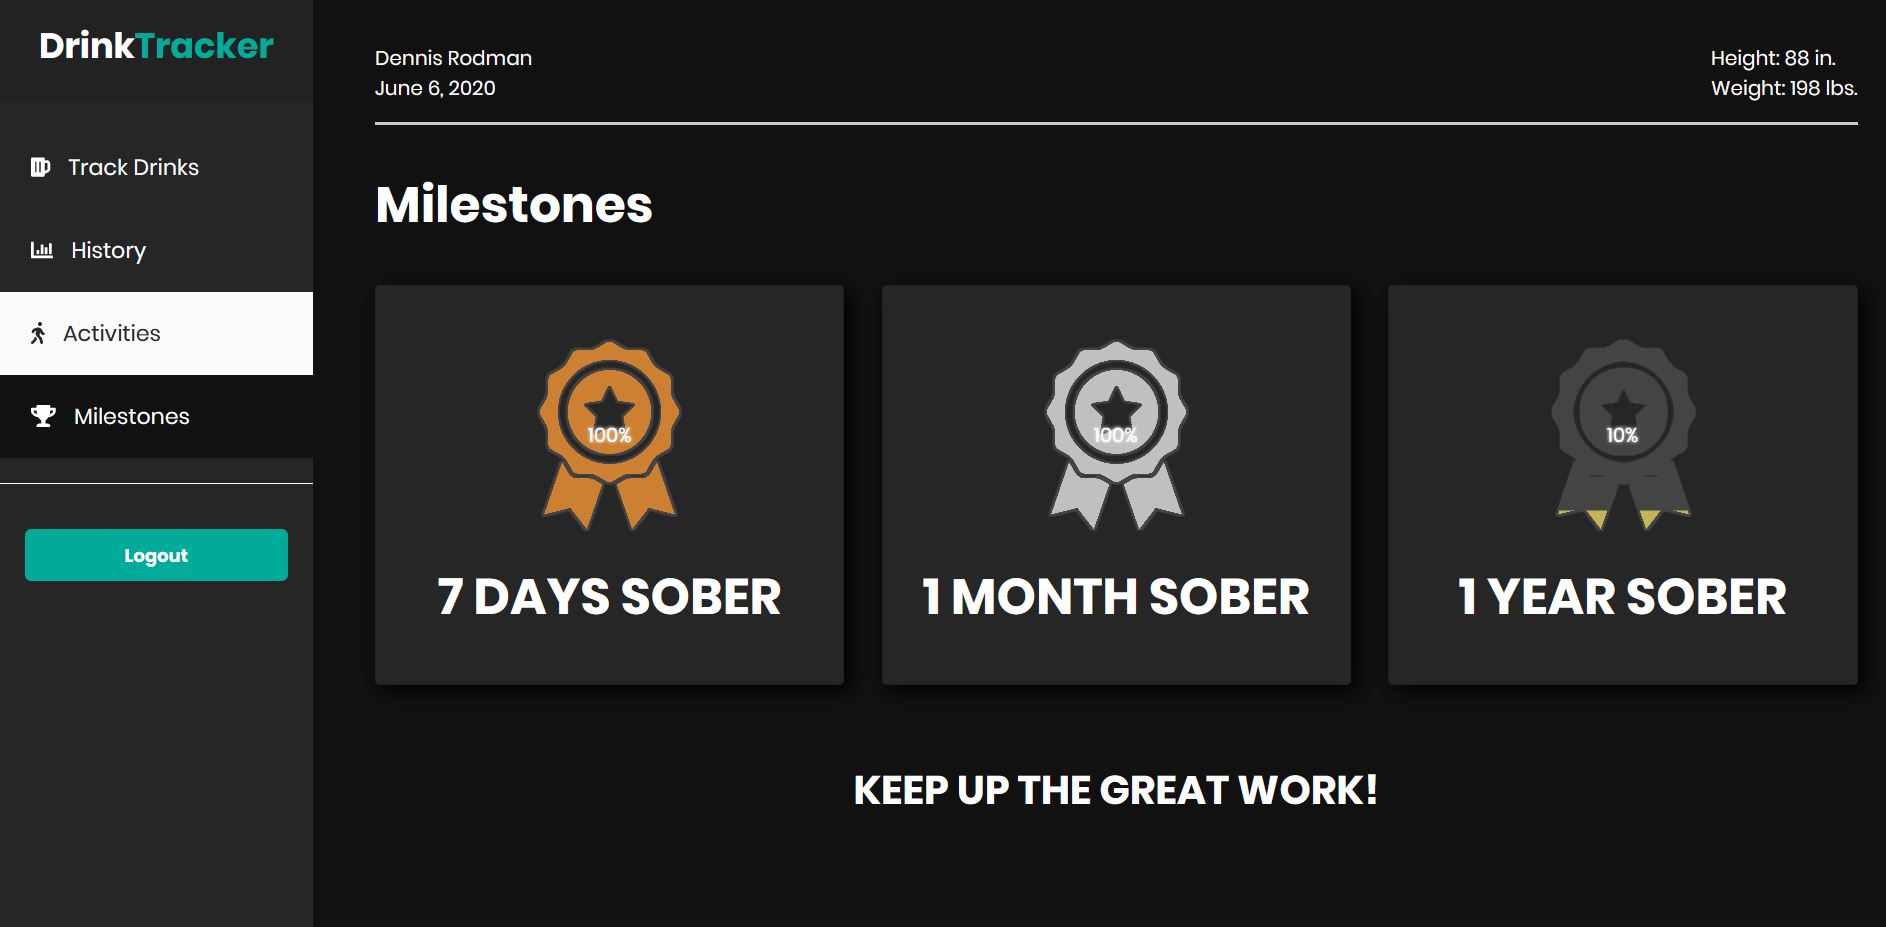 DrinkTracker
Track Drinks
History
Activities
Milestones
Logout
Dennis Rodman
June 6, 2020
Height: 88 in.
Weight: 198 lbs.
Milestones
100%
7 DAYS SOBER
100%
1 MONTH SOBER
10%
1 YEAR SOBER
KEEP UP THE GREAT WORK!